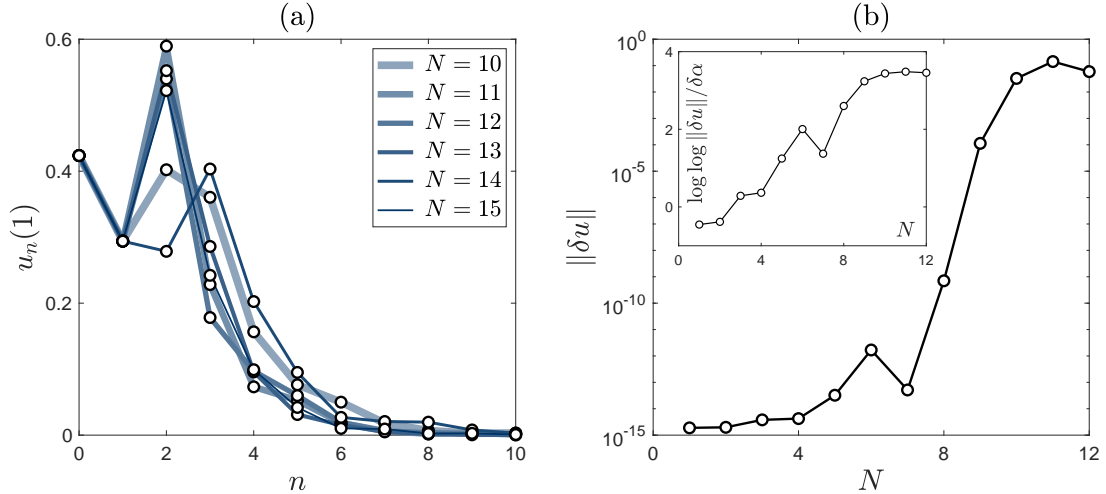 (a)
0.6
0.4
0.2
0
u_n(1)
0 2 4 6 8 10
n
N = 10
N = 11
N = 12
N = 13
N = 14
N = 15
(b)
10^0
10^-5
10^-10
10^-15
||δu||
0 4 8 12
N
4
2
0
log log ||δu||/δα
0 4 8 12
N